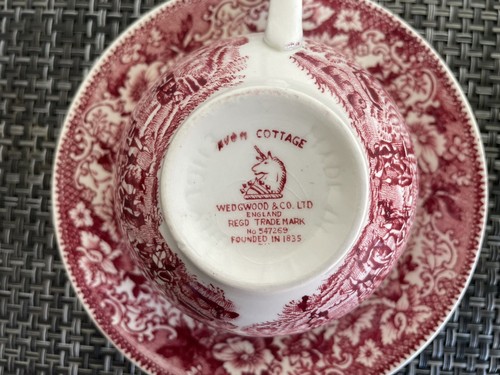 AVON COTTAGE
WEDGWOOD & CO. LTD
ENGLAND
REGD TRADE MARK
No 547269
FOUNDED IN 1835